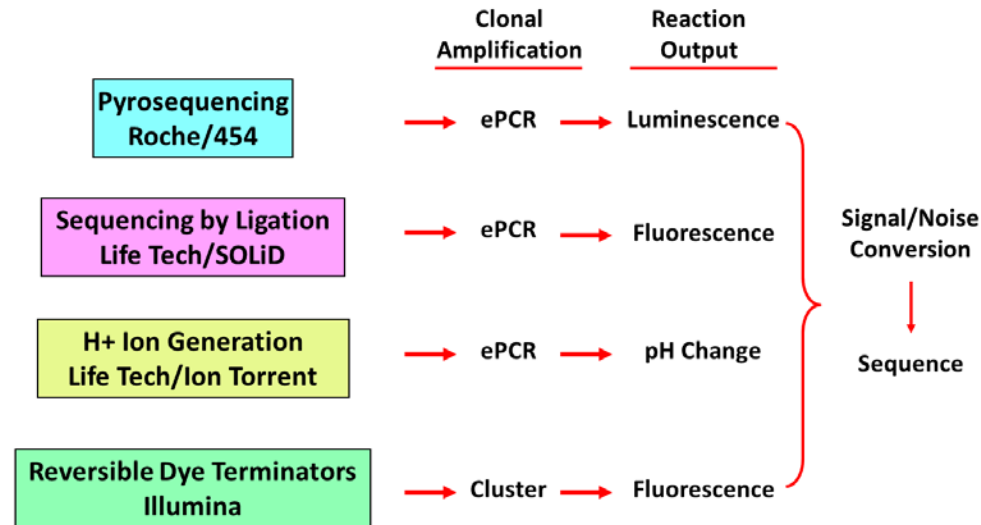 Clonal
Amplification
Reaction
Output
Pyrosequencing
Roche/454
ePCR
Luminescence
Sequencing by Ligation
Life Tech/SOLiD
ePCR
Fluorescence
Signal/Noise
Conversion
H+ Ion Generation
Life Tech/Ion Torrent
ePCR
pH Change
Sequence
Reversible Dye Terminators
Illumina
Cluster
Fluorescence